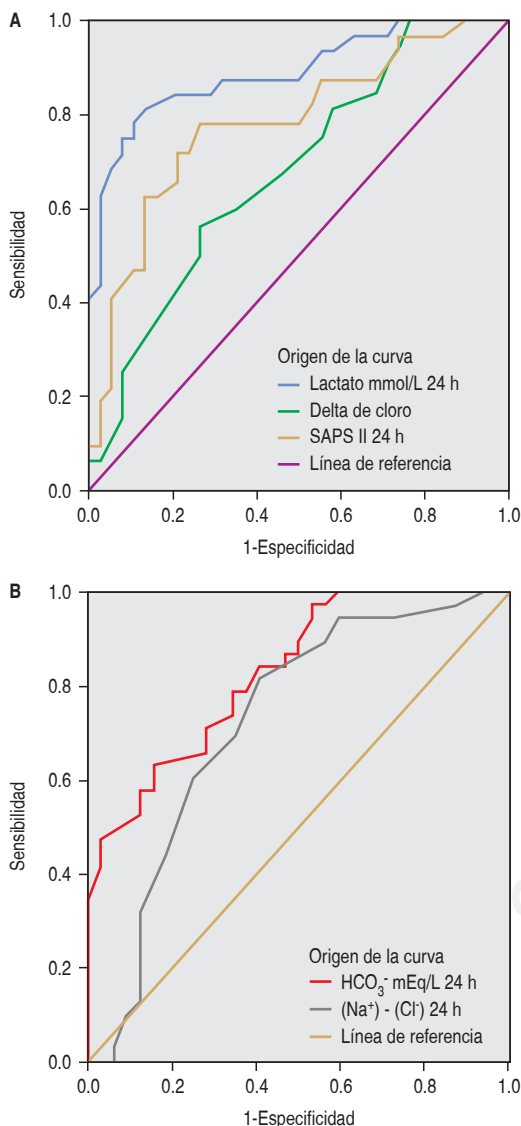 A
1.0
0.8
0.6
0.4
0.2
0.0
Sensibilidad
Origen de la curva
Lactato mmol/L 24 h
Delta de cloro
SAPS II 24 h
Línea de referencia
0.0 0.2 0.4 0.6 0.8 1.0
1-Especificidad
B
1.0
0.8
0.6
0.4
0.2
0.0
Sensibilidad
Origen de la curva
HCO₃⁻ mEq/L 24 h
(Na⁺) - (Cl⁻) 24 h
Línea de referencia
0.0 0.2 0.4 0.6 0.8 1.0
1-Especificidad